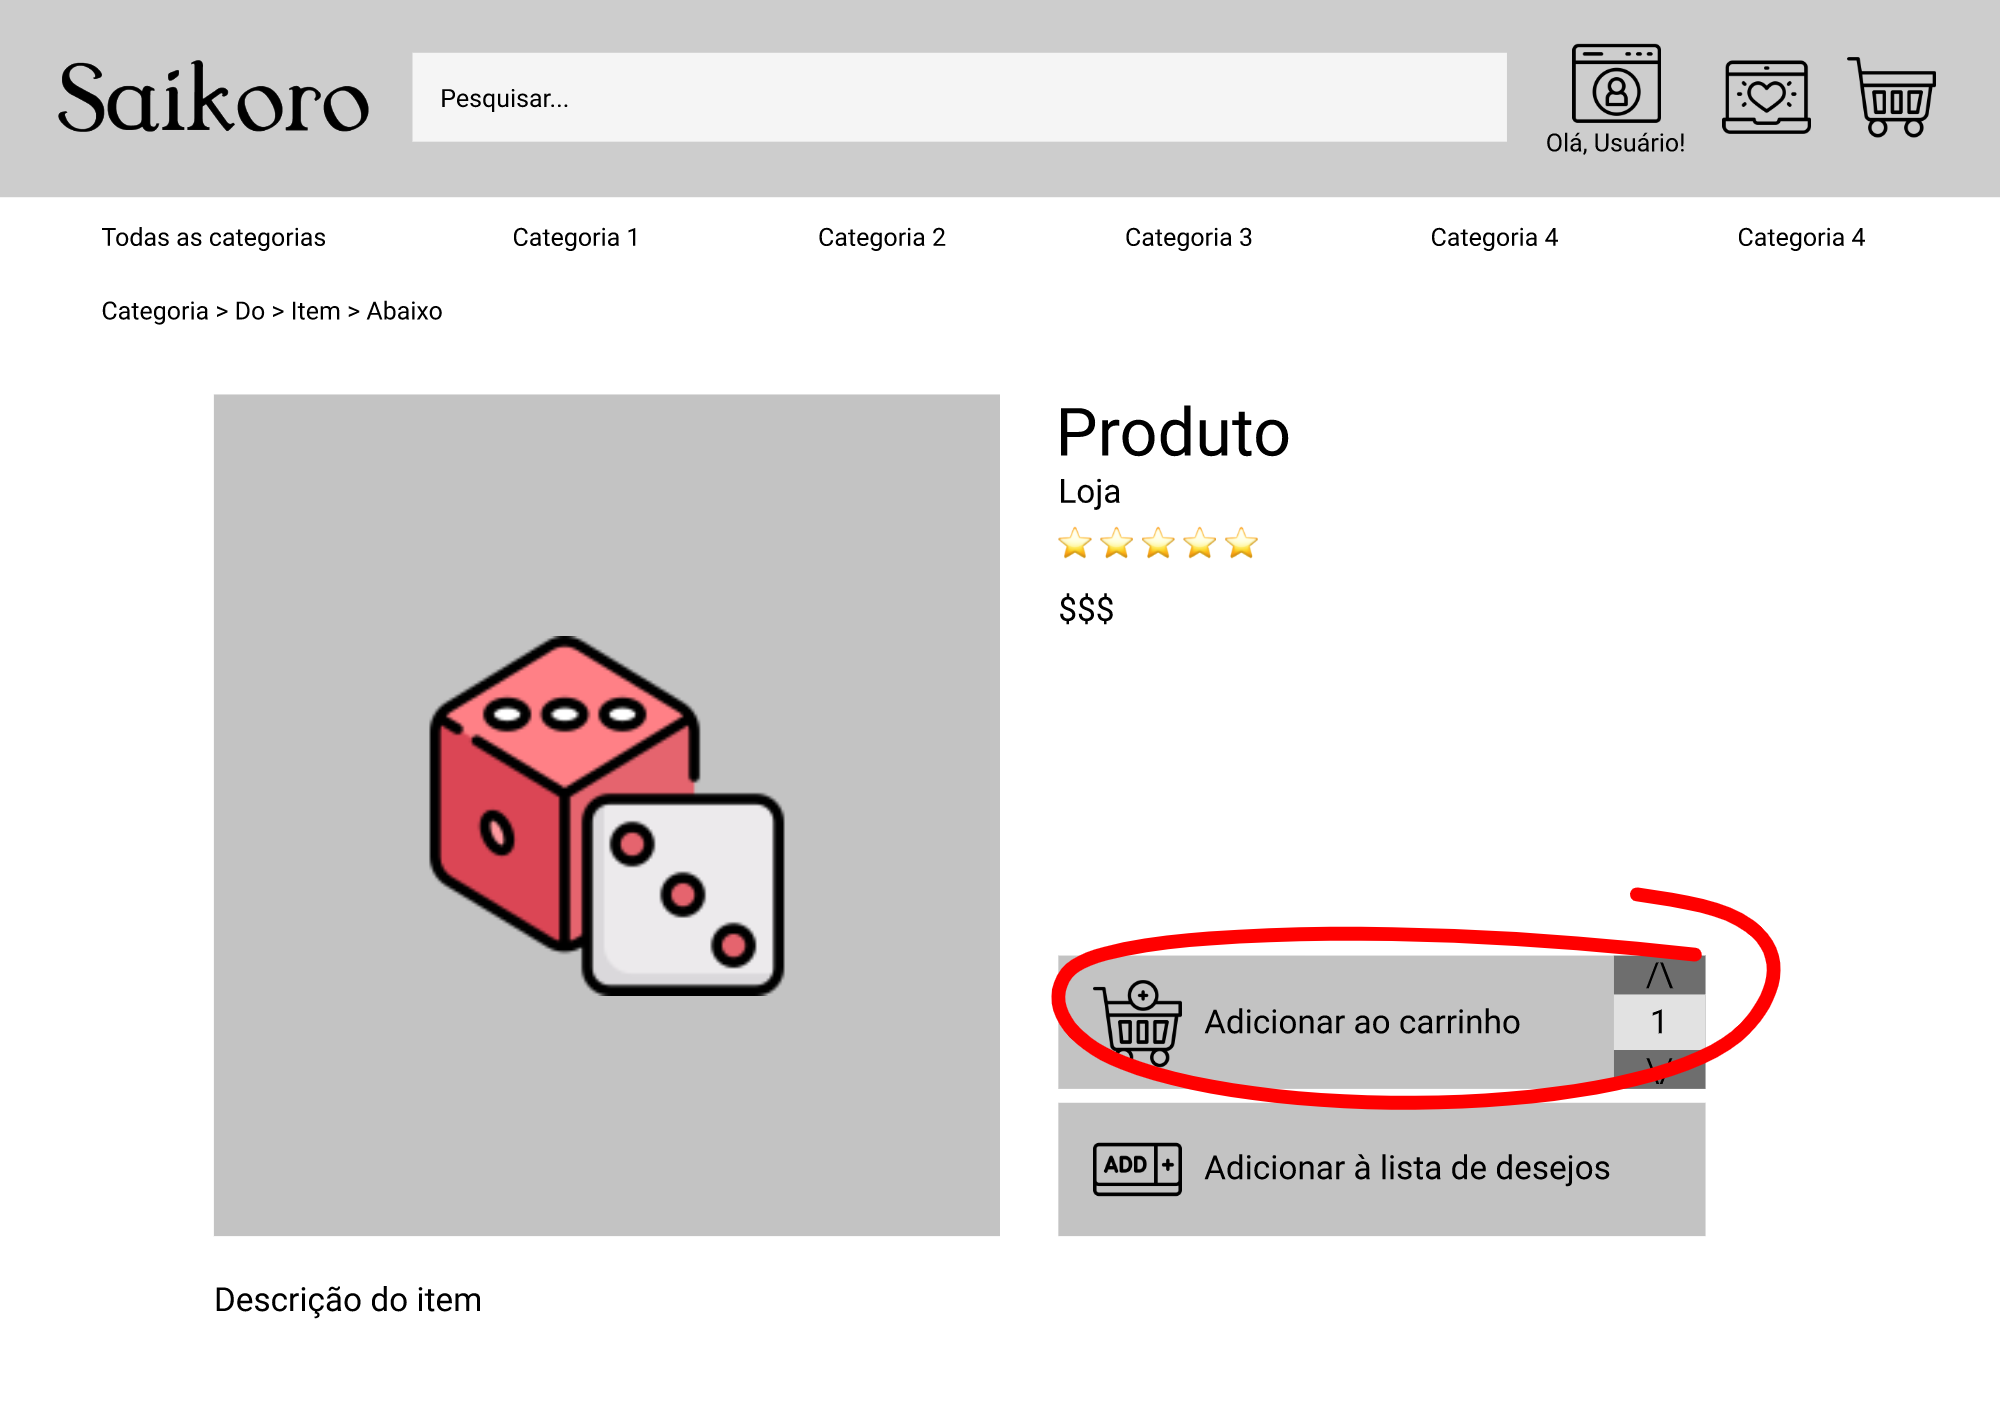 Saikoro
Pesquisar...
Olá, Usuário!
Todas as categorias
Categoria 1
Categoria 2
Categoria 3
Categoria 4
Categoria 4
Categoria > Do > Item > Abaixo
Produto
Loja
$$$
/\
Adicionar ao carrinho
1
\/
ADD +
Adicionar à lista de desejos
Descrição do item